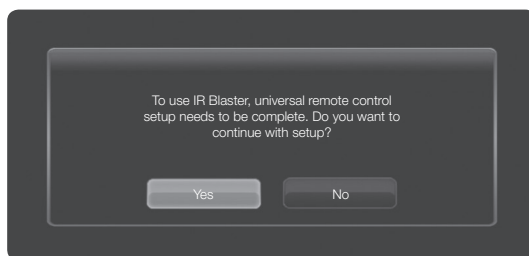 To use IR Blaster, universal remote control
setup needs to be complete. Do you want to
continue with setup?
Yes
No